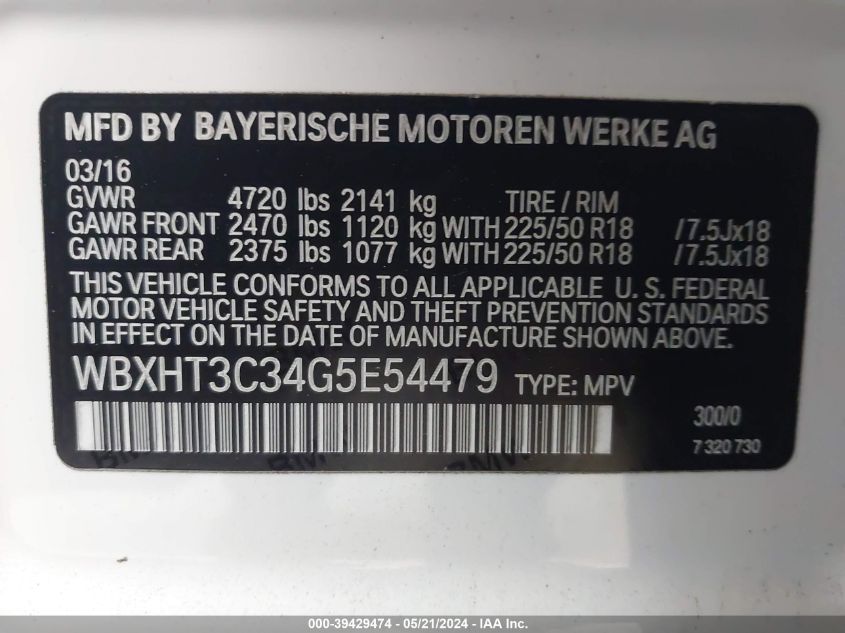 MFD BY BAYERISCHE MOTOREN WERKE AG
03/16
GVWR 4720 lbs 2141 kg TIRE / RIM
GAWR FRONT 2470 lbs 1120 kg WITH 225/50 R18 /7.5Jx18
GAWR REAR 2375 lbs 1077 kg WITH 225/50 R18 /7.5Jx18
THIS VEHICLE CONFORMS TO ALL APPLICABLE U. S. FEDERAL
MOTOR VEHICLE SAFETY AND THEFT PREVENTION STANDARDS
IN EFFECT ON THE DATE OF MANUFACTURE SHOWN ABOVE.
WBXHT3C34G5E54479 TYPE: MPV
300/0
7 320 730
000-39429474 / 05/21/2024 / IAA Inc.